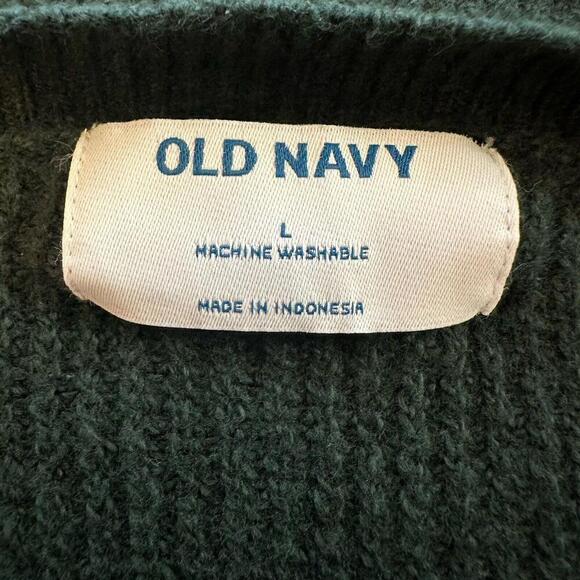 OLD NAVY
L
MACHINE WASHABLE
MADE IN INDONESIA